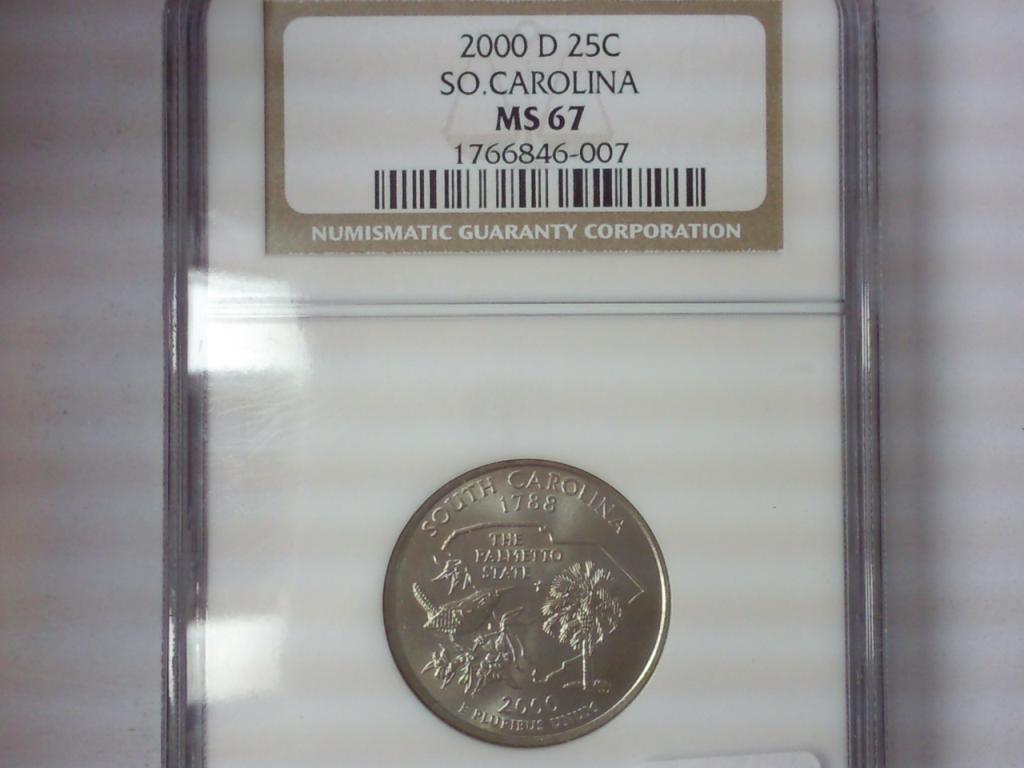 2000 D 25C
SO.CAROLINA
MS 67
1766846-007
NUMISMATIC GUARANTY CORPORATION
SOUTH CAROLINA
1788
THE
PALMETTO
STATE
2000
E PLURIBUS UNUM